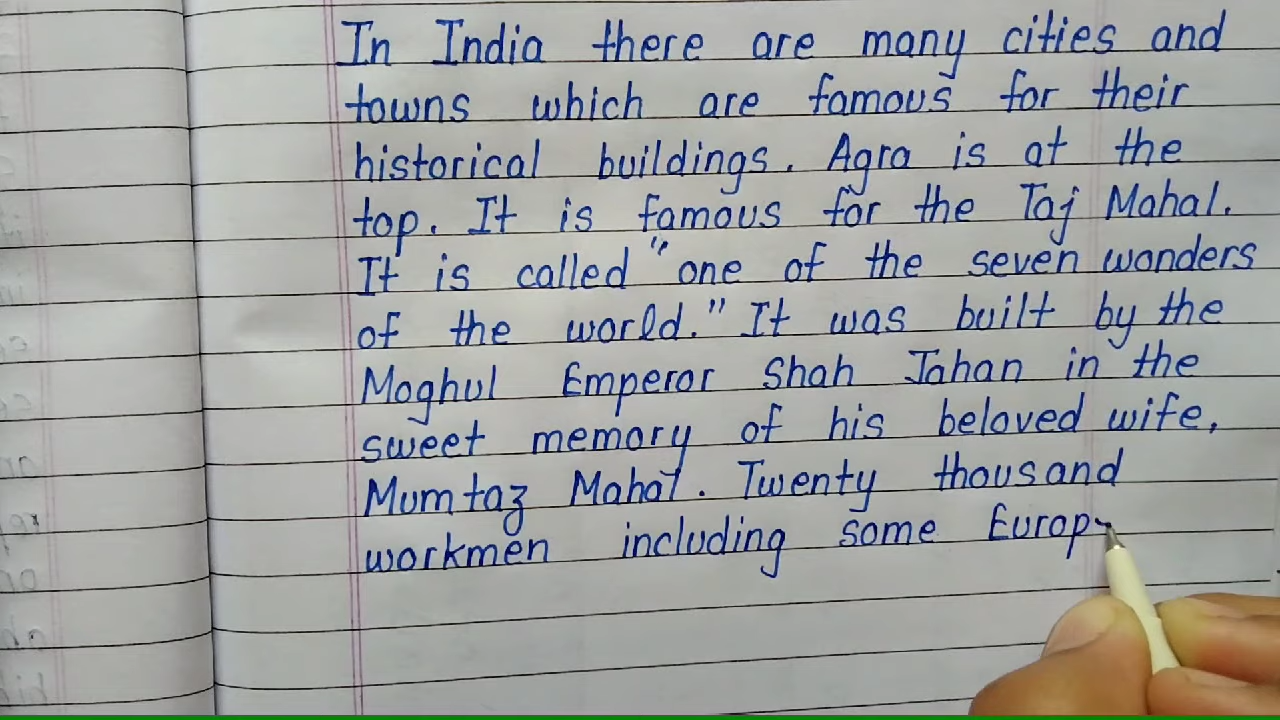 In India there are many cities and
towns which are famous for their
historical buildings. Agra is at the
top. It is famous for the Taj Mahal.
It is called "one of the seven wonders
of the world." It was built by the
Moghul Emperor Shah Jahan in the
sweet memory of his beloved wife,
Mumtaz Mahal. Twenty thousand
workmen including some Europ